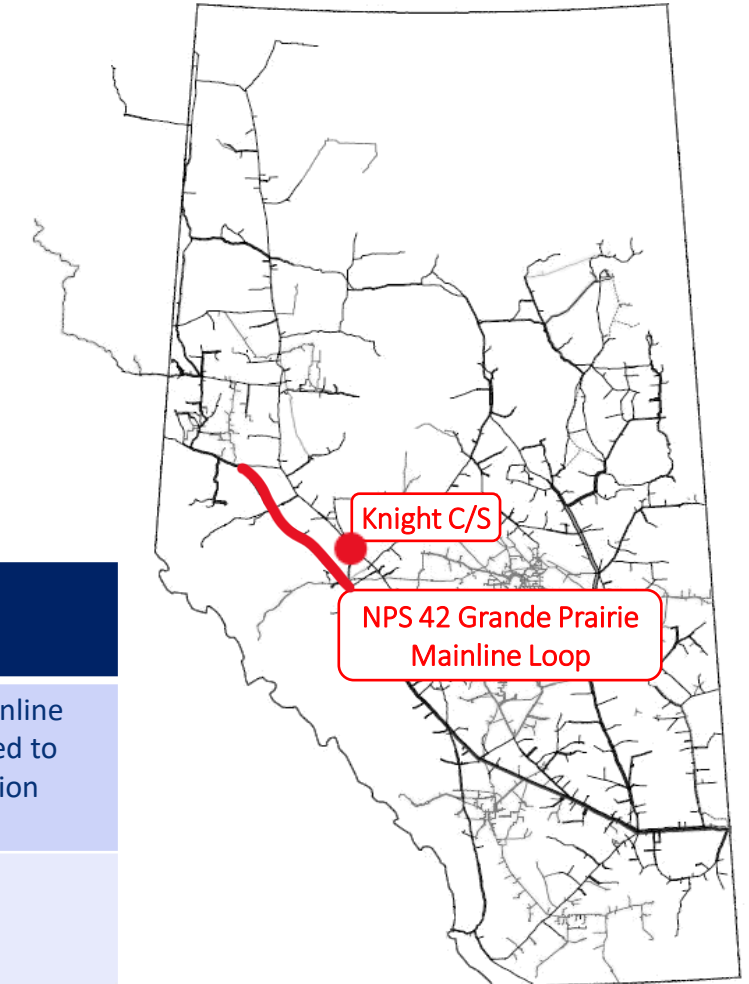 Knight C/S
NPS 42 Grande Prairie
Mainline Loop
nline
ed to
ion